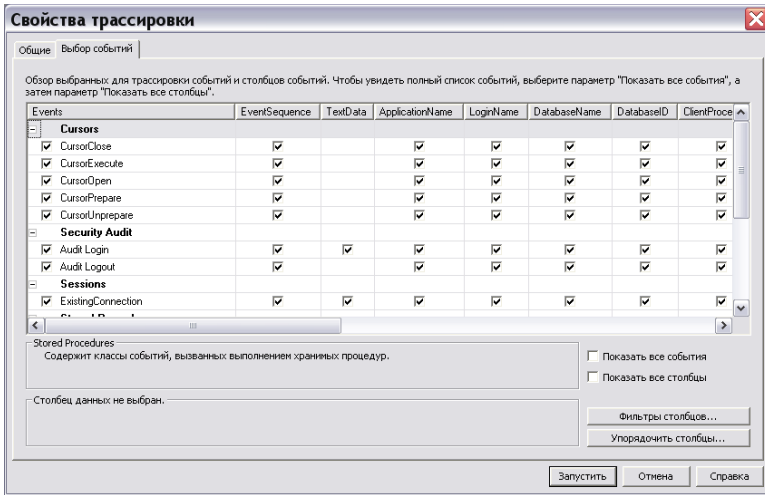 Свойства трассировки
Общие Выбор событий
Обзор выбранных для трассировки событий и столбцов событий. Чтобы увидеть полный список событий, выберите параметр "Показать все события", а
затем параметр "Показать все столбцы".
Events EventSequence TextData ApplicationName LoginName DatabaseName DatabaseID ClientProce
Cursors
CursorClose
CursorExecute
CursorOpen
CursorPrepare
CursorUnprepare
Security Audit
Audit Login
Audit Logout
Sessions
ExistingConnection
Stored Procedures
Содержит классы событий, вызванных выполнением хранимых процедур.
Показать все события
Показать все столбцы
Столбец данных не выбран.
Фильтры столбцов...
Упорядочить столбцы...
Запустить Отмена Справка